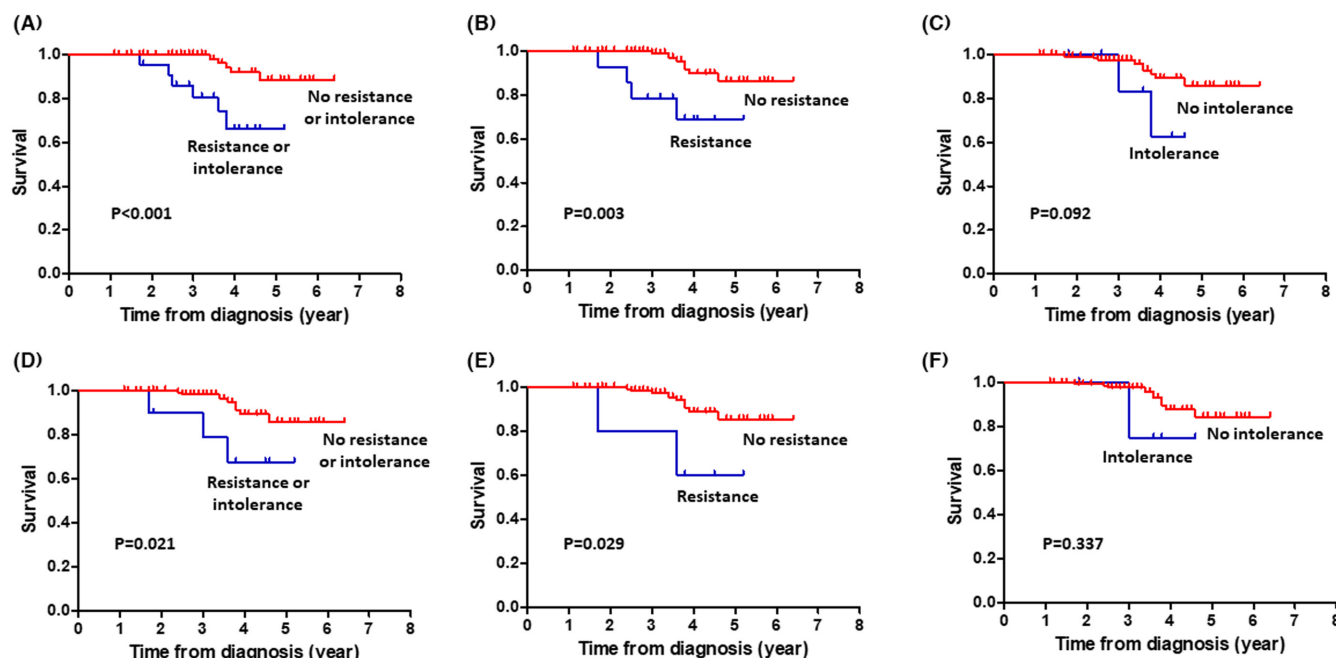 (A)
1.0
0.8
0.6
0.4
0.2
0.0
Survival
No resistance
or intolerance
Resistance or
intolerance
P<0.001
0 1 2 3 4 5 6 7 8
Time from diagnosis (year)
(B)
1.0
0.8
0.6
0.4
0.2
0.0
Survival
No resistance
Resistance
P=0.003
0 1 2 3 4 5 6 7 8
Time from diagnosis (year)
(C)
1.0
0.8
0.6
0.4
0.2
0.0
Survival
No intolerance
Intolerance
P=0.092
0 1 2 3 4 5 6 7 8
Time from diagnosis (year)
(D)
1.0
0.8
0.6
0.4
0.2
0.0
Survival
No resistance
or intolerance
Resistance or
intolerance
P=0.021
0 1 2 3 4 5 6 7 8
Time from diagnosis (year)
(E)
1.0
0.8
0.6
0.4
0.2
0.0
Survival
No resistance
Resistance
P=0.029
0 1 2 3 4 5 6 7 8
Time from diagnosis (year)
(F)
1.0
0.8
0.6
0.4
0.2
0.0
Survival
No intolerance
Intolerance
P=0.337
0 1 2 3 4 5 6 7 8
Time from diagnosis (year)